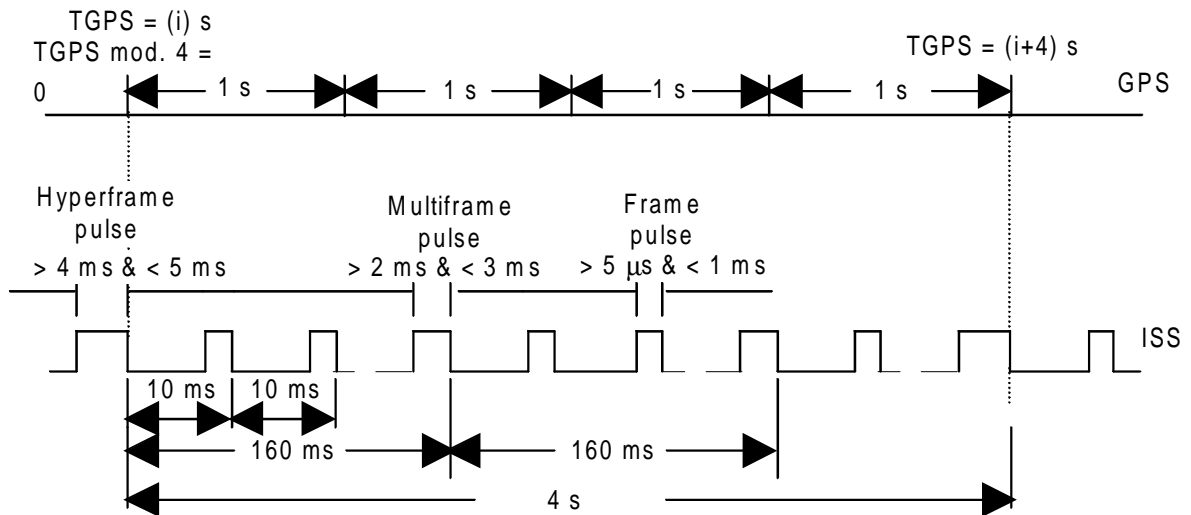 TGPS = (i) s
TGPS mod. 4 =
0
TGPS = (i+4) s
1 s
1 s
1 s
1 s
GPS
Hyperframe
pulse
> 4 ms & < 5 ms
Multiframe
pulse
> 2 ms & < 3 ms
Frame
pulse
> 5 μs & < 1 ms
ISS
10 ms
10 ms
160 ms
160 ms
4 s